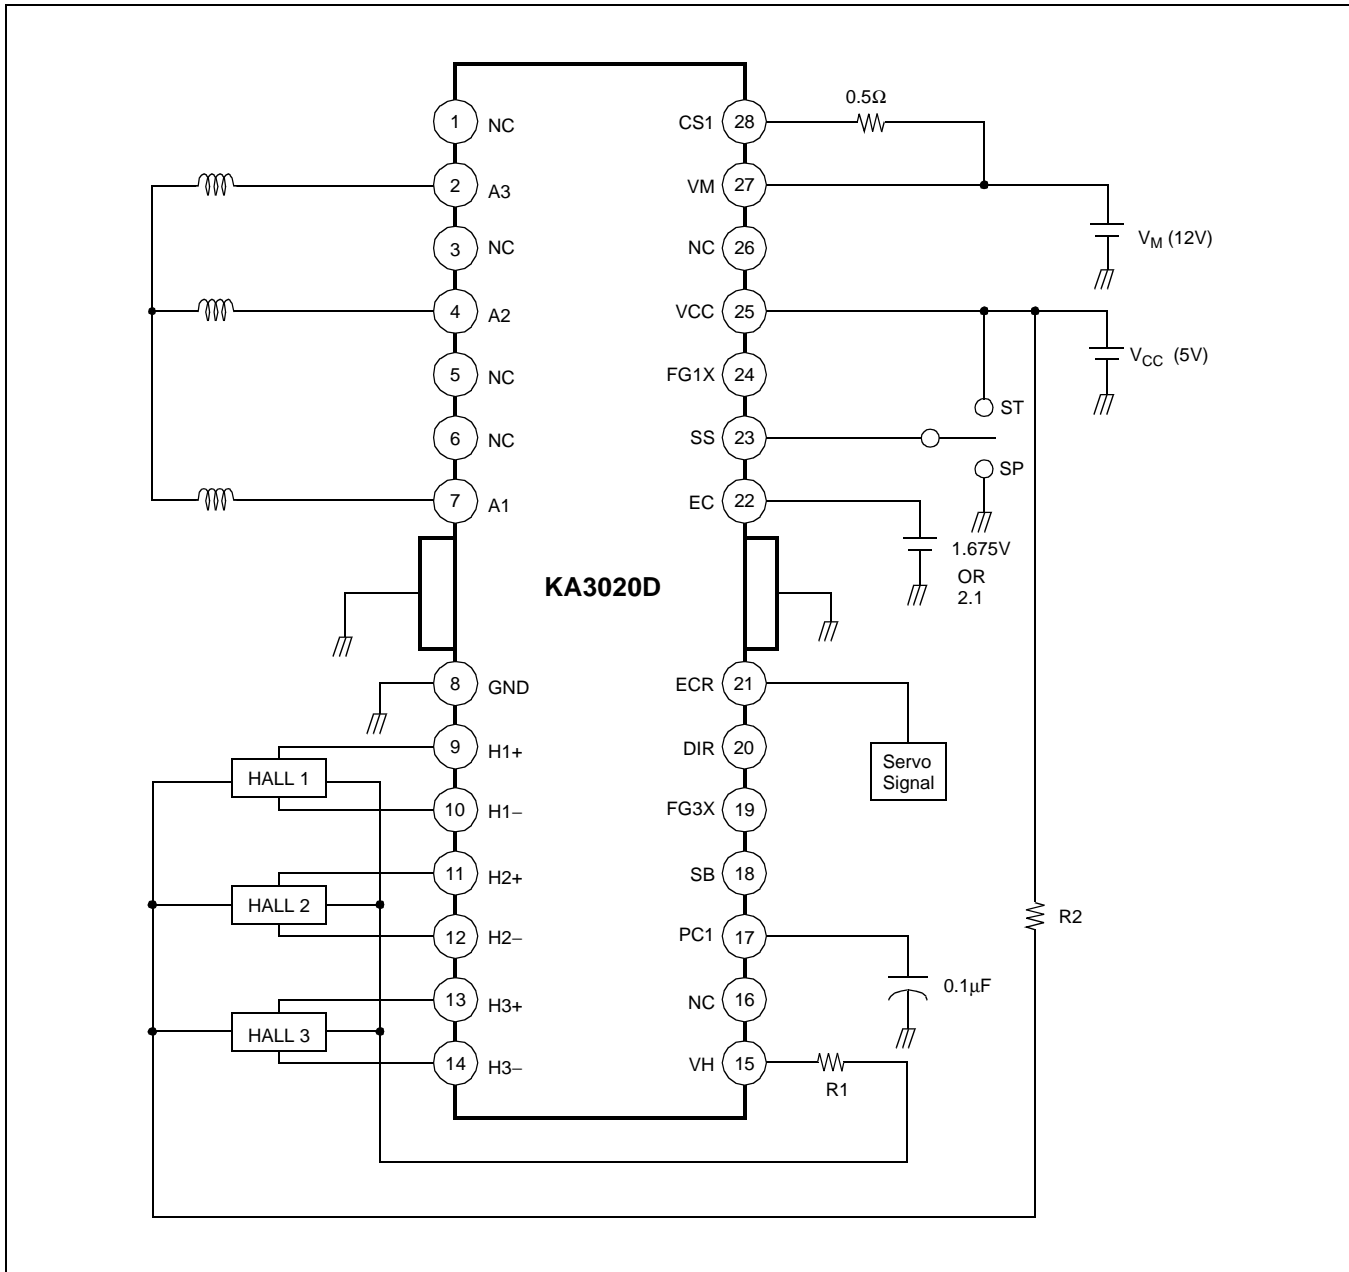 1 NC
2 A3
3 NC
4 A2
5 NC
6 NC
7 A1
KA3020D
8 GND
9 H1+
10 H1−
11 H2+
12 H2−
13 H3+
14 H3−
HALL 1
HALL 2
HALL 3
CS1 28
0.5Ω
VM 27
VM (12V)
NC 26
VCC 25
VCC (5V)
FG1X 24
ST
SS 23
SP
EC 22
1.675V
OR
2.1
ECR 21
Servo
Signal
DIR 20
FG3X 19
SB 18
R2
PC1 17
0.1µF
NC 16
VH 15
R1